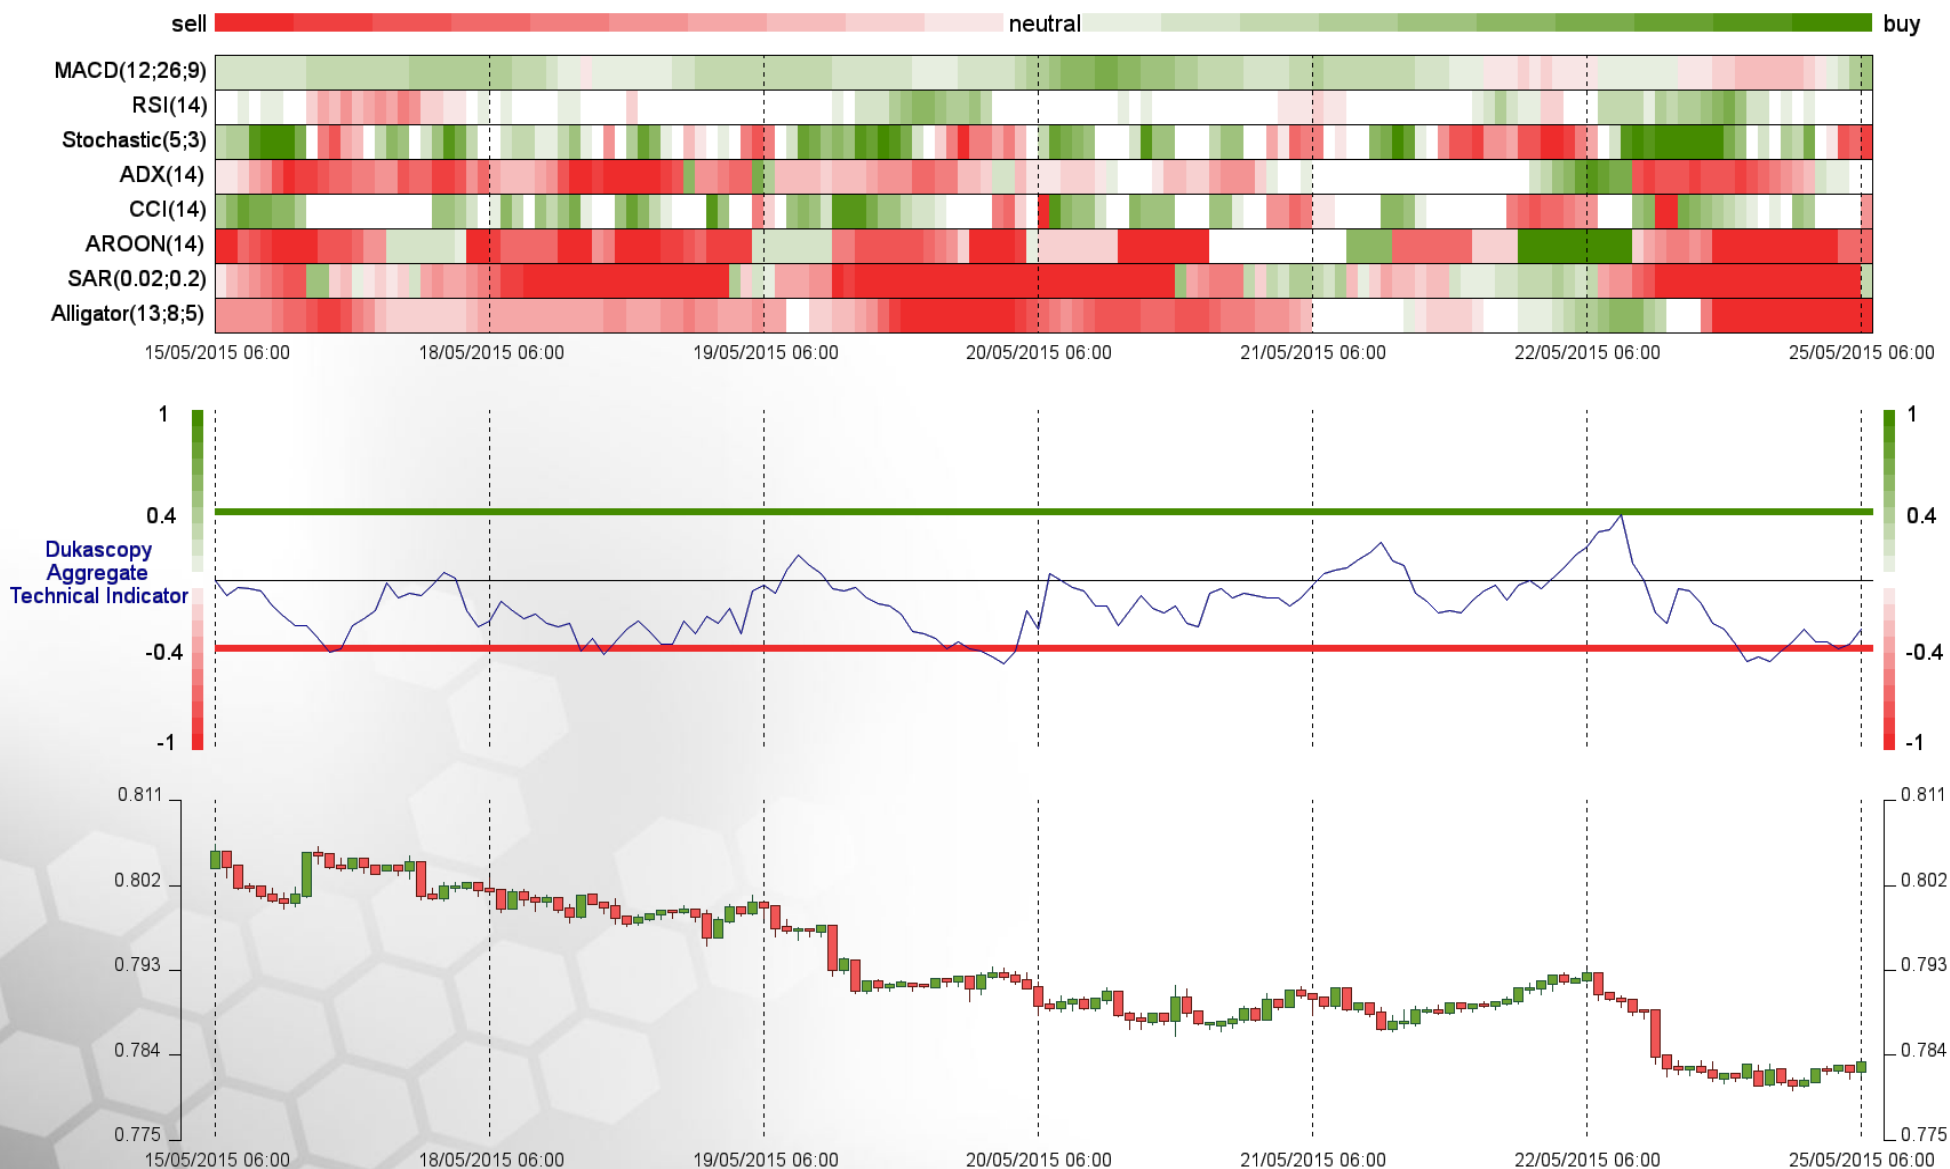 sell neutral buy
MACD(12;26;9)
RSI(14)
Stochastic(5;3)
ADX(14)
CCI(14)
AROON(14)
SAR(0.02;0.2)
Alligator(13;8;5)
15/05/2015 06:00 18/05/2015 06:00 19/05/2015 06:00 20/05/2015 06:00 21/05/2015 06:00 22/05/2015 06:00 25/05/2015 06:00
1 1
0.4 0.4
Dukascopy
Aggregate
Technical Indicator
-0.4 -0.4
-1 -1
0.811 0.811
0.802 0.802
0.793 0.793
0.784 0.784
0.775 0.775
15/05/2015 06:00 18/05/2015 06:00 19/05/2015 06:00 20/05/2015 06:00 21/05/2015 06:00 22/05/2015 06:00 25/05/2015 06:00